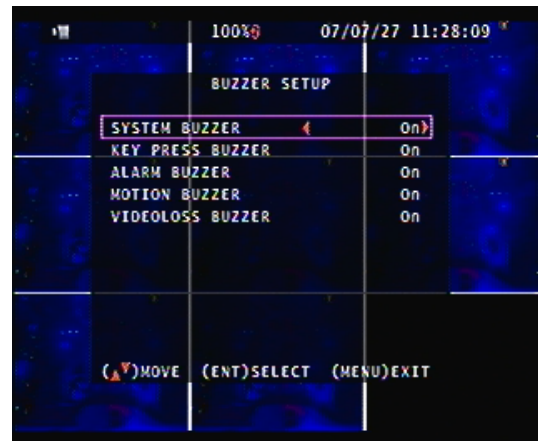 100% 07/07/27 11:28:09
BUZZER SETUP
SYSTEM BUZZER On
KEY PRESS BUZZER On
ALARM BUZZER On
MOTION BUZZER On
VIDEOLOSS BUZZER On
(▲▼)MOVE (ENT)SELECT (MENU)EXIT